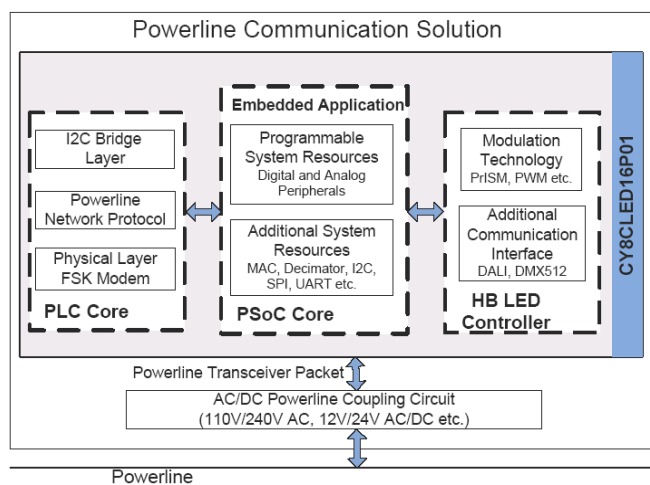 Powerline Communication Solution
I2C Bridge
Layer
Powerline
Network Protocol
Physical Layer
FSK Modem
PLC Core
Embedded Application
Programmable
System Resources
Digital and Analog
Peripherals
Additional System
Resources
MAC, Decimator, I2C,
SPI, UART etc.
PSoC Core
Modulation
Technology
PrISM, PWM etc.
Additional
Communication
Interface
DALI, DMX512
HB LED
Controller
CY8CLED16P01
Powerline Transceiver Packet
AC/DC Powerline Coupling Circuit
(110V/240V AC, 12V/24V AC/DC etc.)
Powerline